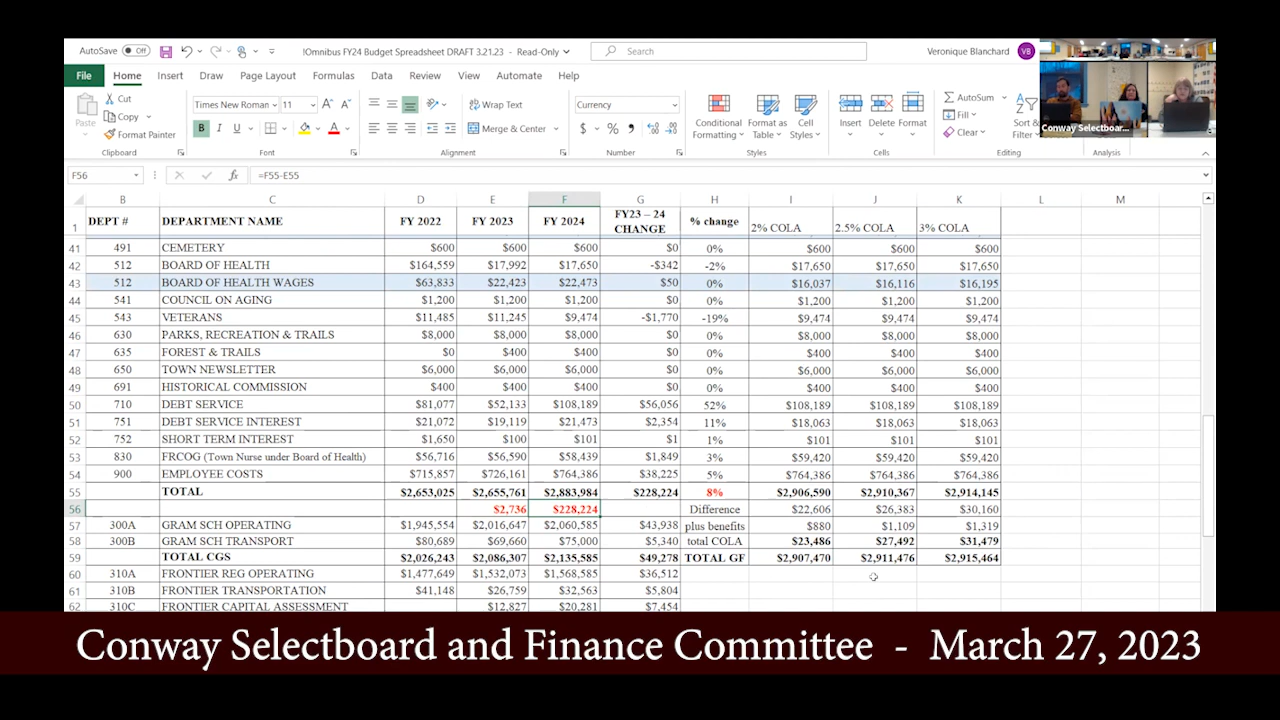 AutoSave Off !Omnibus FY24 Budget Spreadsheet DRAFT 3.21.23 - Read-Only Search Veronique Blanchard VB
File Home Insert Draw Page Layout Formulas Data Review View Automate Help
Paste Cut Copy Format Painter Clipboard
Times New Roman 11 A A B I U A Font
Wrap Text Merge & Center Alignment
Currency $ % Number
Conditional Formatting Format as Table Cell Styles Styles
Insert Delete Format Cells
AutoSum Fill Clear Sort & Filter Editing Analysis
Conway Selectboar...
F56 fx =F55-E55
B C D E F G H I J K L M
1 DEPT # DEPARTMENT NAME FY 2022 FY 2023 FY 2024 FY23 – 24 CHANGE % change 2% COLA 2.5% COLA 3% COLA
41 491 CEMETERY $600 $600 $600 $0 0% $600 $600 $600
42 512 BOARD OF HEALTH $164,559 $17,992 $17,650 -$342 -2% $17,650 $17,650 $17,650
43 512 BOARD OF HEALTH WAGES $63,833 $22,423 $22,473 $50 0% $16,037 $16,116 $16,195
44 541 COUNCIL ON AGING $1,200 $1,200 $1,200 $0 0% $1,200 $1,200 $1,200
45 543 VETERANS $11,485 $11,245 $9,474 -$1,770 -19% $9,474 $9,474 $9,474
46 630 PARKS, RECREATION & TRAILS $8,000 $8,000 $8,000 $0 0% $8,000 $8,000 $8,000
47 635 FOREST & TRAILS $0 $400 $400 $0 0% $400 $400 $400
48 650 TOWN NEWSLETTER $6,000 $6,000 $6,000 $0 0% $6,000 $6,000 $6,000
49 691 HISTORICAL COMMISSION $400 $400 $400 $0 0% $400 $400 $400
50 710 DEBT SERVICE $81,077 $52,133 $108,189 $56,056 52% $108,189 $108,189 $108,189
51 751 DEBT SERVICE INTEREST $21,072 $19,119 $21,473 $2,354 11% $18,063 $18,063 $18,063
52 752 SHORT TERM INTEREST $1,650 $100 $101 $1 1% $101 $101 $101
53 830 FRCOG (Town Nurse under Board of Health) $56,716 $56,590 $58,439 $1,849 3% $59,420 $59,420 $59,420
54 900 EMPLOYEE COSTS $715,857 $726,161 $764,386 $38,225 5% $764,386 $764,386 $764,386
55 TOTAL $2,653,025 $2,655,761 $2,883,984 $228,224 8% $2,906,590 $2,910,367 $2,914,145
56 $2,736 $228,224 Difference $22,606 $26,383 $30,160
57 300A GRAM SCH OPERATING $1,945,554 $2,016,647 $2,060,585 $43,938 plus benefits $880 $1,109 $1,319
58 300B GRAM SCH TRANSPORT $80,689 $69,660 $75,000 $5,340 total COLA $23,486 $27,492 $31,479
59 TOTAL CGS $2,026,243 $2,086,307 $2,135,585 $49,278 TOTAL GF $2,907,470 $2,911,476 $2,915,464
60 310A FRONTIER REG OPERATING $1,477,649 $1,532,073 $1,568,585 $36,512
61 310B FRONTIER TRANSPORTATION $41,148 $26,759 $32,563 $5,804
62 310C FRONTIER CAPITAL ASSESSMENT $12,827 $20,281 $7,454
Conway Selectboard and Finance Committee - March 27, 2023